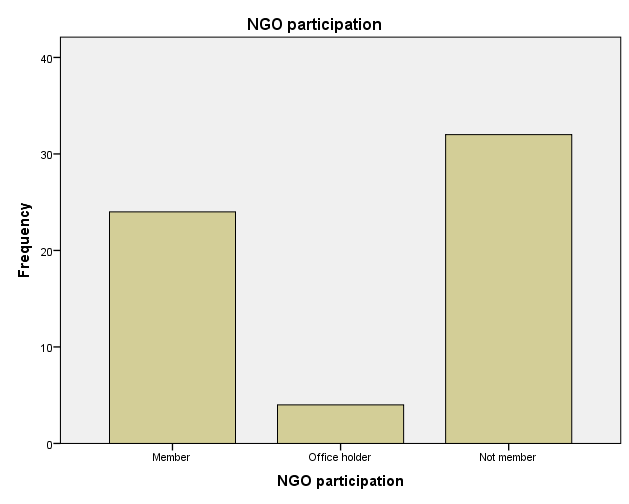 NGO participation
40
30
20
10
0
Frequency
Member
Office holder
Not member
NGO participation